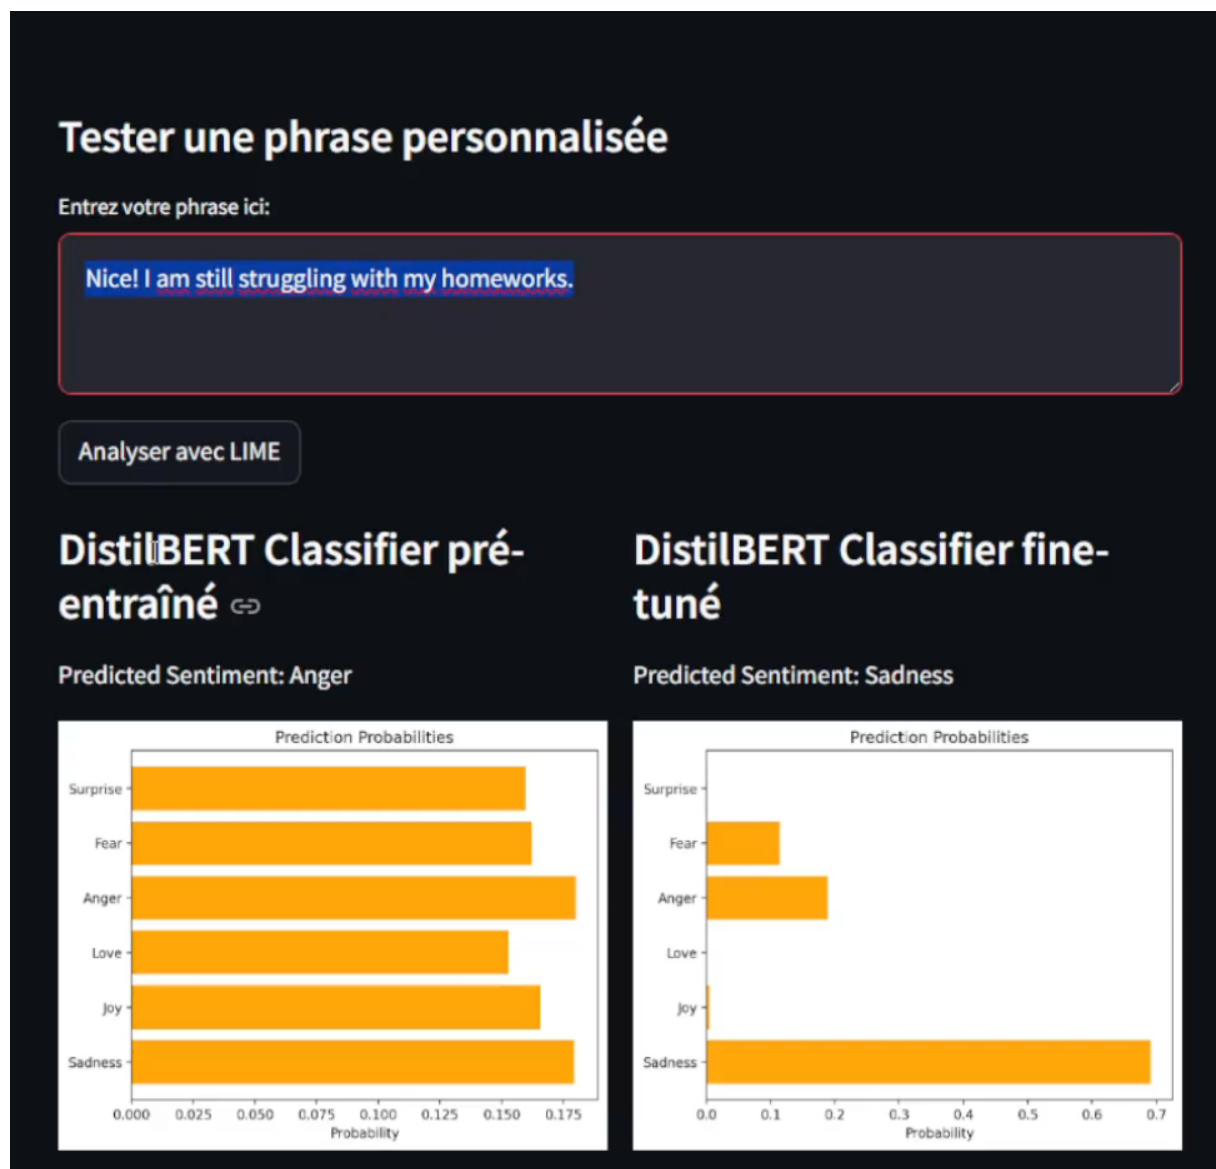 Tester une phrase personnalisée
Entrez votre phrase ici:
Nice! I am still struggling with my homeworks.
Analyser avec LIME
DistilBERT Classifier pré-
entraîné
Predicted Sentiment: Anger
Prediction Probabilities
Surprise
Fear
Anger
Love
Joy
Sadness
0.000 0.025 0.050 0.075 0.100 0.125 0.150 0.175
Probability
DistilBERT Classifier fine-
tuné
Predicted Sentiment: Sadness
Prediction Probabilities
Surprise
Fear
Anger
Love
Joy
Sadness
0.0 0.1 0.2 0.3 0.4 0.5 0.6 0.7
Probability